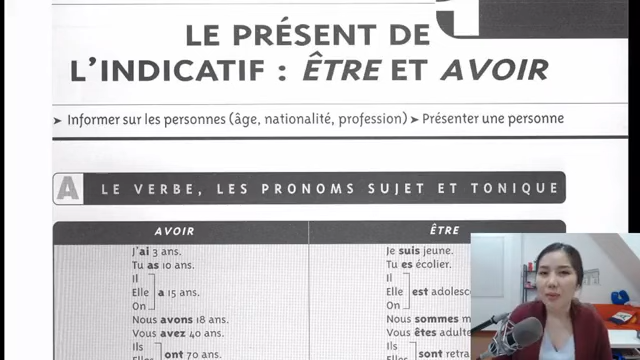 LE PRÉSENT DE
L'INDICATIF : ÊTRE ET AVOIR
➤ Informer sur les personnes (âge, nationalité, profession) ➤ Présenter une personne
A LE VERBE, LES PRONOMS SUJET ET TONIQUE
AVOIR
J'ai 3 ans.
Tu as 10 ans.
Il
Elle a 15 ans.
On
Nous avons 18 ans.
Vous avez 40 ans.
Ils
Elles ont 70 ans.
ÊTRE
Je suis jeune.
Tu es écolier.
Il
Elle est adolesc
On
Nous sommes m
Vous êtes adulte
Ils
sont retra